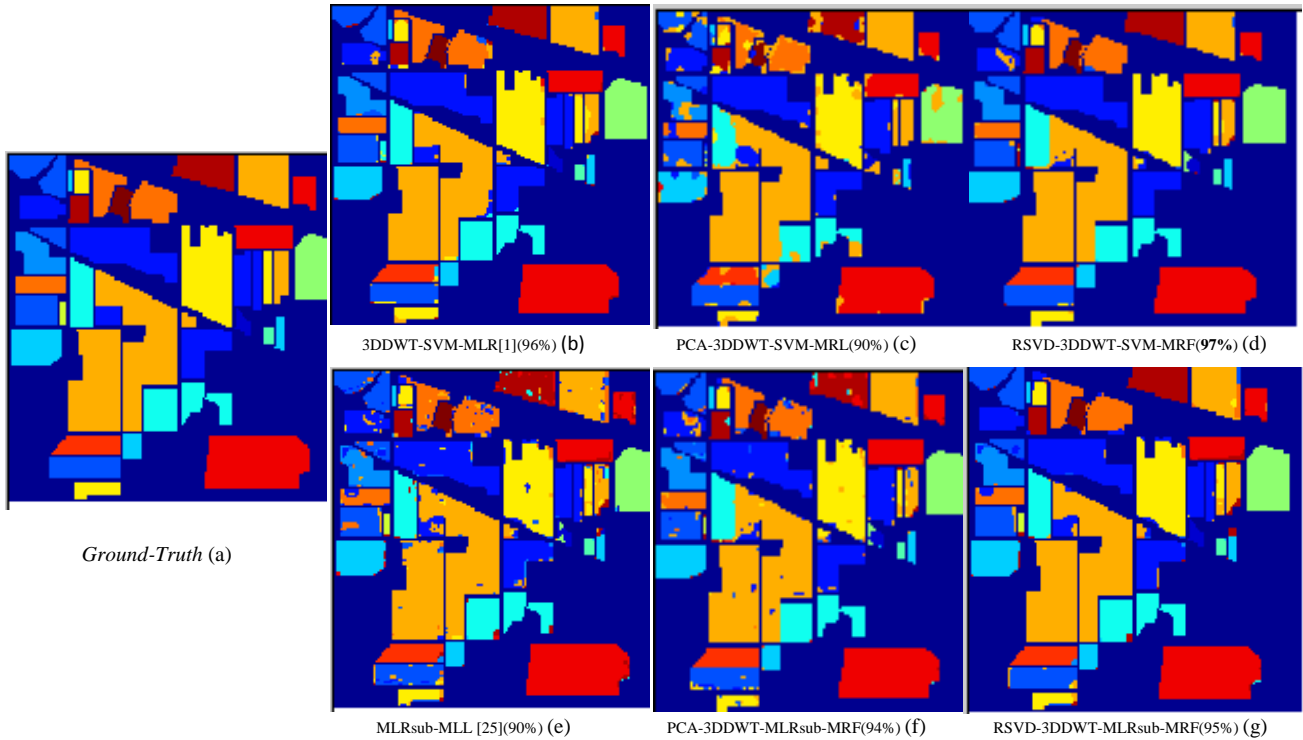 3DDWT-SVM-MLR[1](96%) (b)
PCA-3DDWT-SVM-MRL(90%) (c)
RSVD-3DDWT-SVM-MRF(97%) (d)
Ground-Truth (a)
MLRsub-MLL [25](90%) (e)
PCA-3DDWT-MLRsub-MRF(94%) (f)
RSVD-3DDWT-MLRsub-MRF(95%) (g)